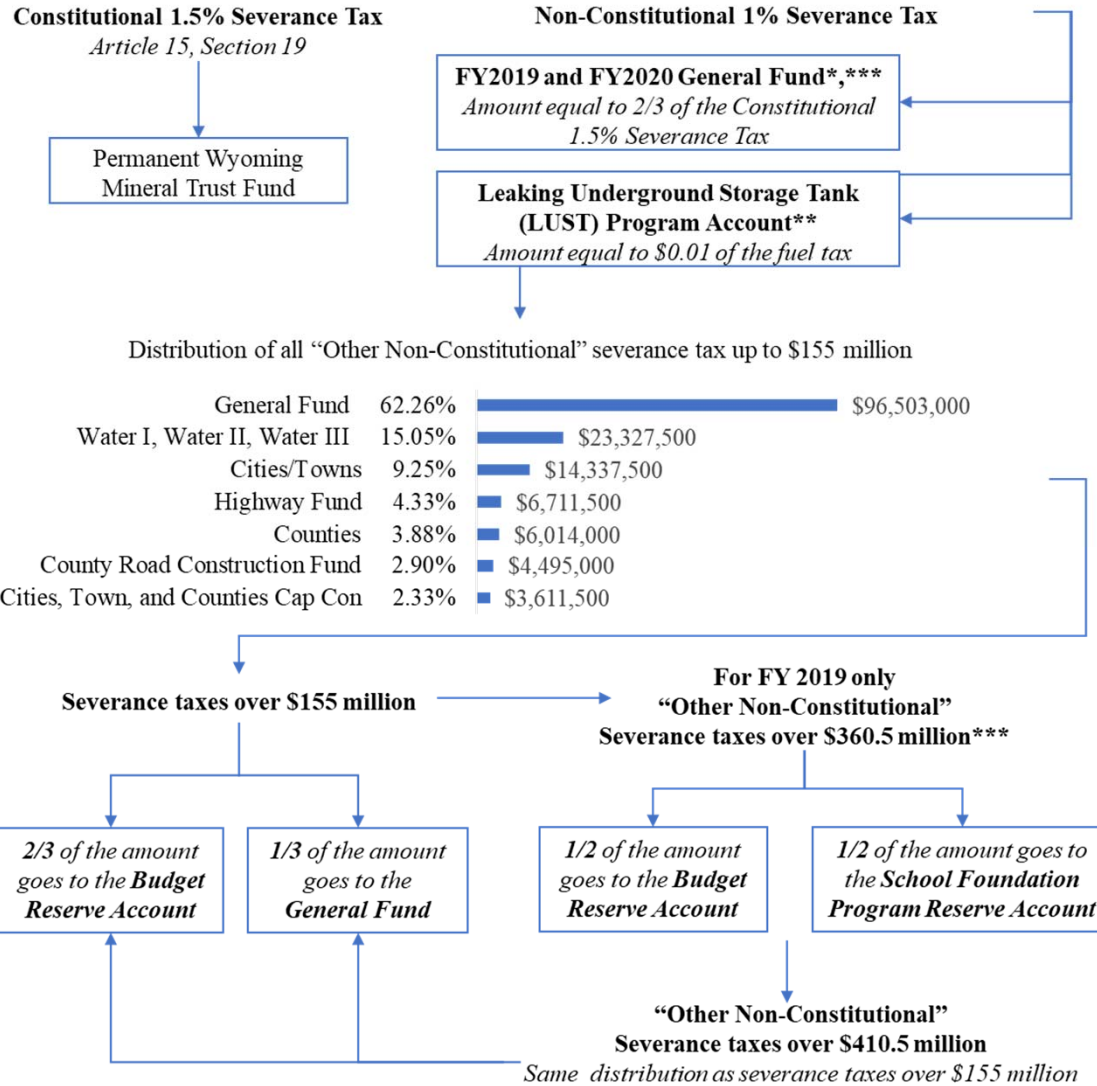 Constitutional 1.5% Severance Tax
Article 15, Section 19
Permanent Wyoming
Mineral Trust Fund
Non-Constitutional 1% Severance Tax
FY2019 and FY2020 General Fund*,***
Amount equal to 2/3 of the Constitutional
1.5% Severance Tax
Leaking Underground Storage Tank
(LUST) Program Account**
Amount equal to $0.01 of the fuel tax
Distribution of all “Other Non-Constitutional” severance tax up to $155 million
General Fund 62.26% $96,503,000
Water I, Water II, Water III 15.05% $23,327,500
Cities/Towns 9.25% $14,337,500
Highway Fund 4.33% $6,711,500
Counties 3.88% $6,014,000
County Road Construction Fund 2.90% $4,495,000
Cities, Town, and Counties Cap Con 2.33% $3,611,500
Severance taxes over $155 million
For FY 2019 only
“Other Non-Constitutional”
Severance taxes over $360.5 million***
2/3 of the amount
goes to the Budget
Reserve Account
1/3 of the amount
goes to the
General Fund
1/2 of the amount
goes to the Budget
Reserve Account
1/2 of the amount goes to
the School Foundation
Program Reserve Account
“Other Non-Constitutional”
Severance taxes over $410.5 million
Same distribution as severance taxes over $155 million